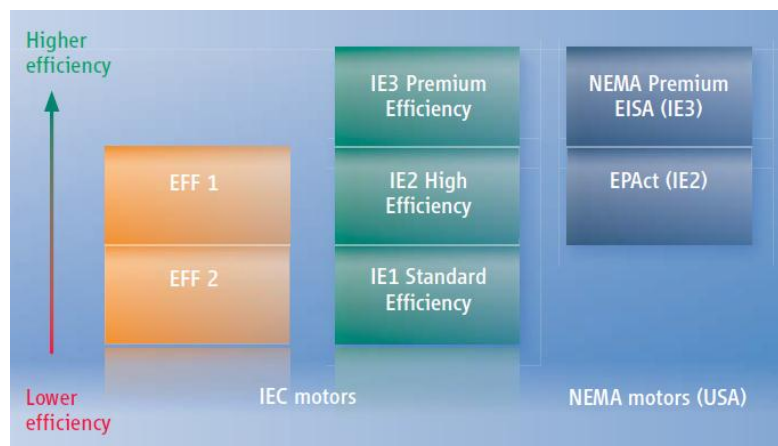 Higher
efficiency
IE3 Premium
Efficiency
NEMA Premium
EISA (IE3)
EFF 1
IE2 High
Efficiency
EPAct (IE2)
EFF 2
IE1 Standard
Efficiency
Lower
efficiency
IEC motors
NEMA motors (USA)